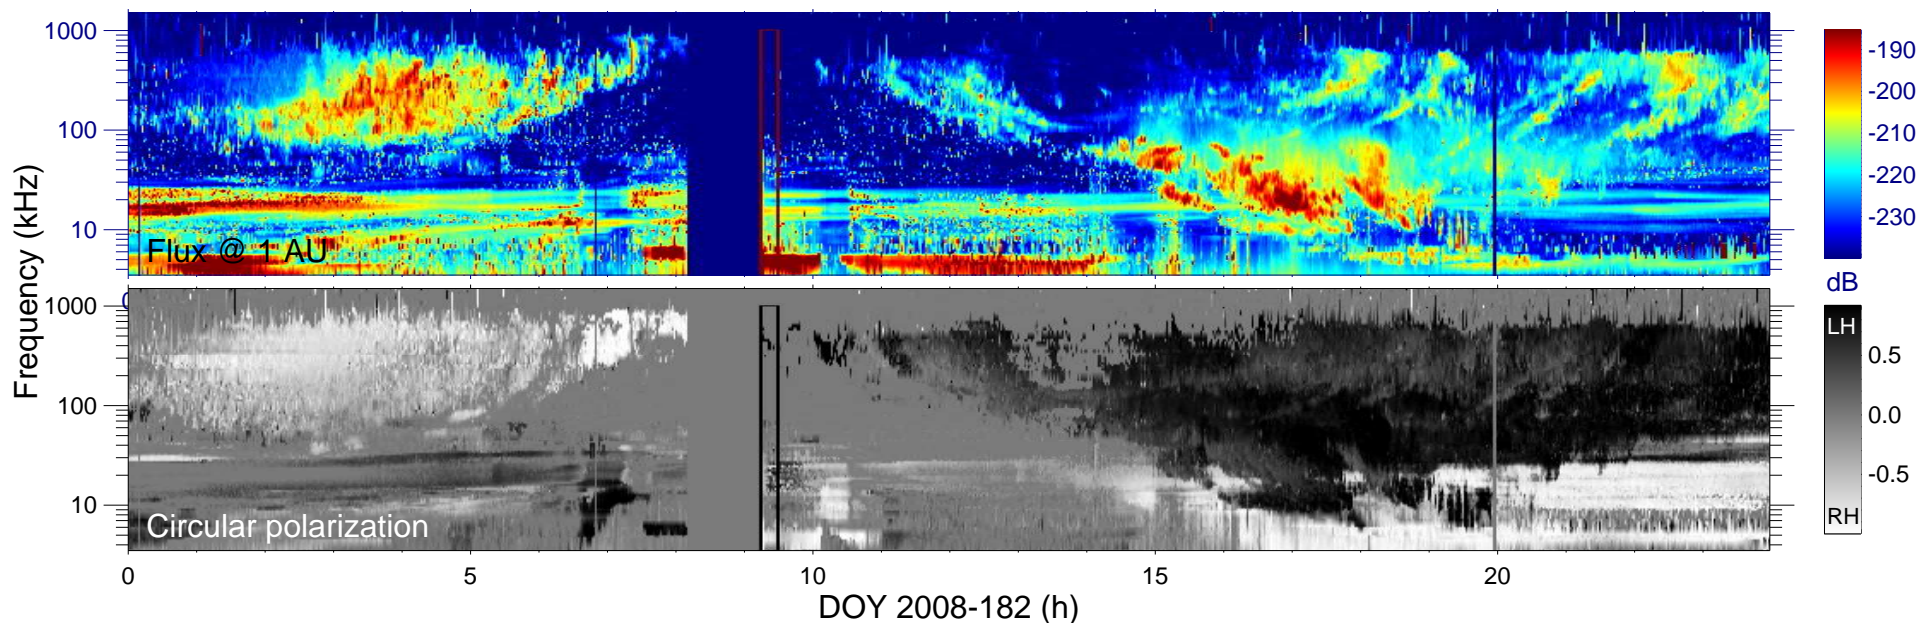 1000
100
10
Flux @ 1 AU
-190
-200
-210
-220
-230
dB
Frequency (kHz)
0
1000
100
10
Circular polarization
LH
0.5
0.0
-0.5
RH
0 5 10 15 20
DOY 2008-182 (h)